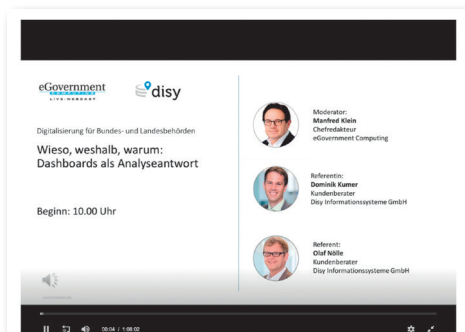 eGovernment
COMPUTING
LIVE-WEBCAST
disy
Digitalisierung für Bundes- und Landesbehörden
Wieso, weshalb, warum:
Dashboards als Analyseantwort
Beginn: 10.00 Uhr
Moderator:
Manfred Klein
Chefredakteur
eGovernment Computing
Referentin:
Dominik Kumer
Kundenberater
Disy Informationssysteme GmbH
Referent:
Olaf Nölle
Kundenberater
Disy Informationssysteme GmbH
00:04 / 1:06:02